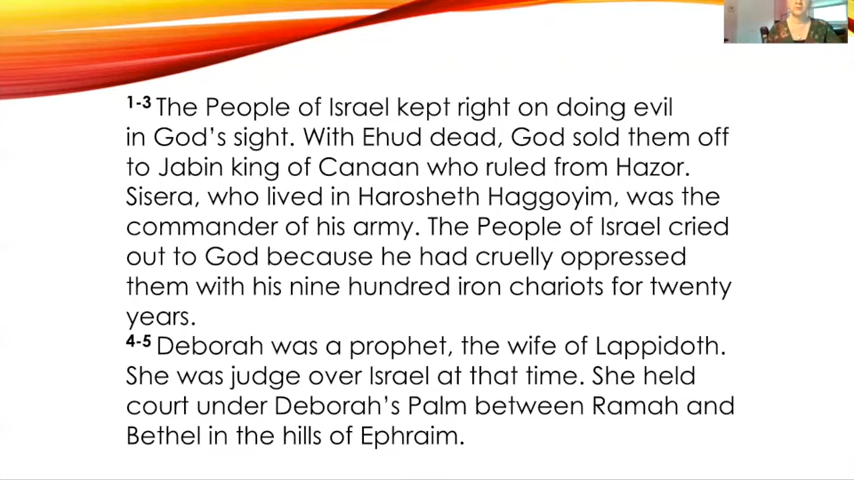 1-3 The People of Israel kept right on doing evil
in God's sight. With Ehud dead, God sold them off
to Jabin king of Canaan who ruled from Hazor.
Sisera, who lived in Harosheth Haggoyim, was the
commander of his army. The People of Israel cried
out to God because he had cruelly oppressed
them with his nine hundred iron chariots for twenty
years.
4-5 Deborah was a prophet, the wife of Lappidoth.
She was judge over Israel at that time. She held
court under Deborah's Palm between Ramah and
Bethel in the hills of Ephraim.